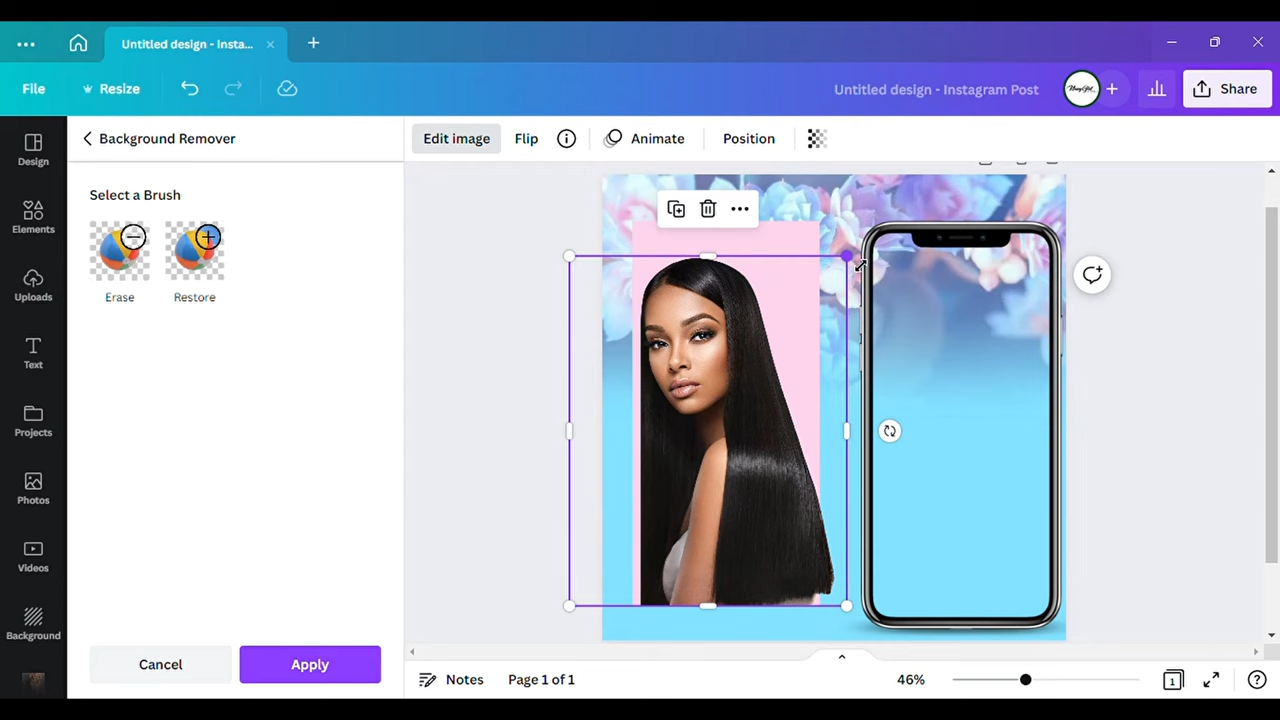 Untitled design - Insta...
File
Resize
Untitled design - Instagram Post
Share
Design
Elements
Uploads
Text
Projects
Photos
Videos
Background
Background Remover
Select a Brush
Erase
Restore
Cancel
Apply
Edit image
Flip
Animate
Position
Notes
Page 1 of 1
46%
1